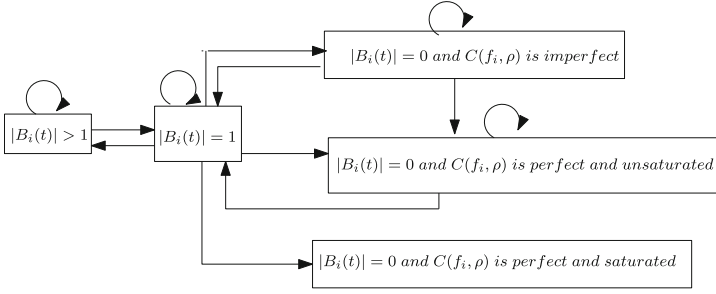 |B_i(t)| = 0 and C(f_i, ρ) is imperfect
|B_i(t)| > 1
|B_i(t)| = 1
|B_i(t)| = 0 and C(f_i, ρ) is perfect and unsaturated
|B_i(t)| = 0 and C(f_i, ρ) is perfect and saturated